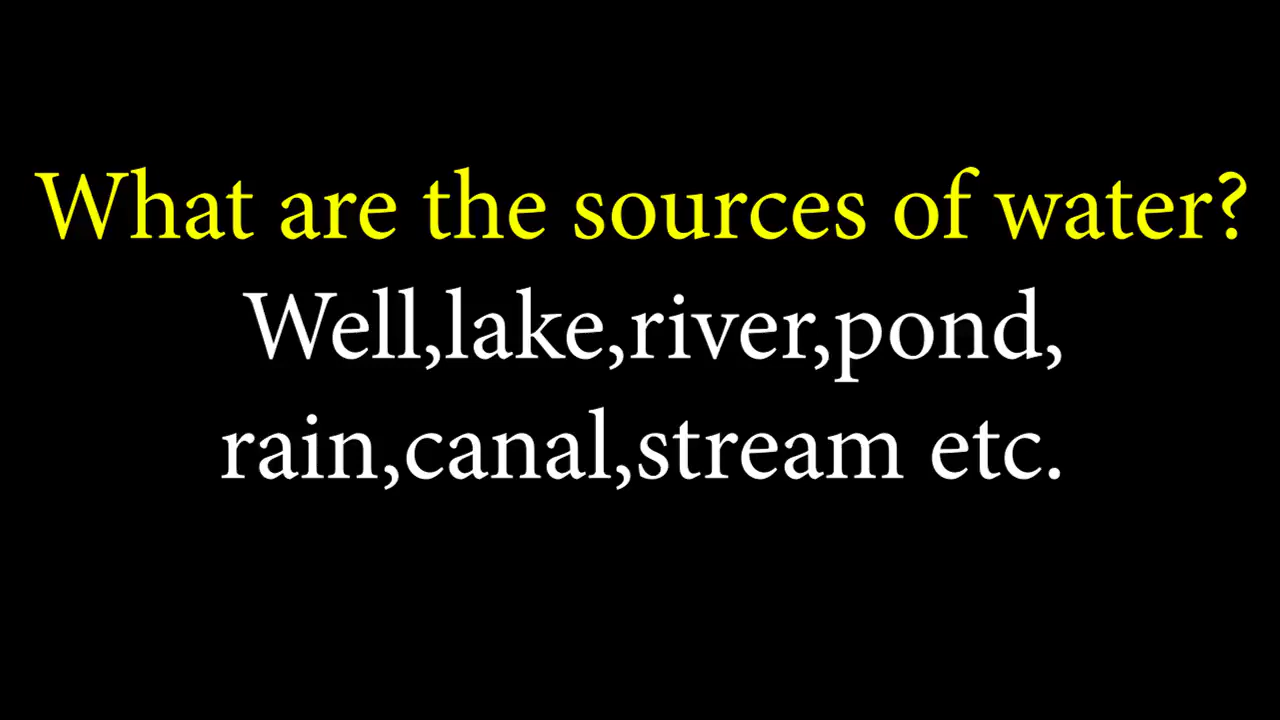 What are the sources of water?
Well,lake,river,pond,
rain,canal,stream etc.